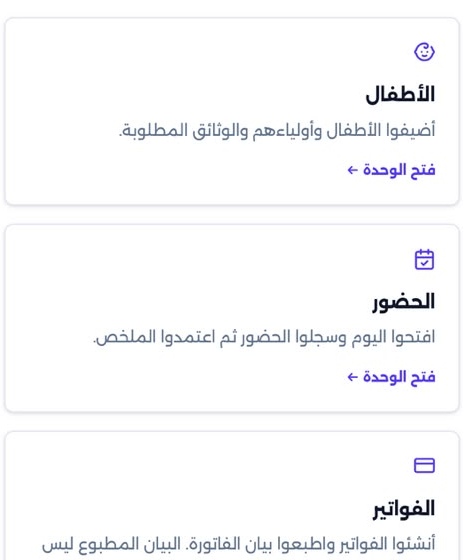 الأطفال
أضيفوا الأطفال وأولياءهم والوثائق المطلوبة.
فتح الوحدة ←
الحضور
افتحوا اليوم وسجلوا الحضور ثم اعتمدوا الملخص.
فتح الوحدة ←
الفواتير
أنشئوا الفواتير واطبعوا بيان الفاتورة. البيان المطبوع ليس